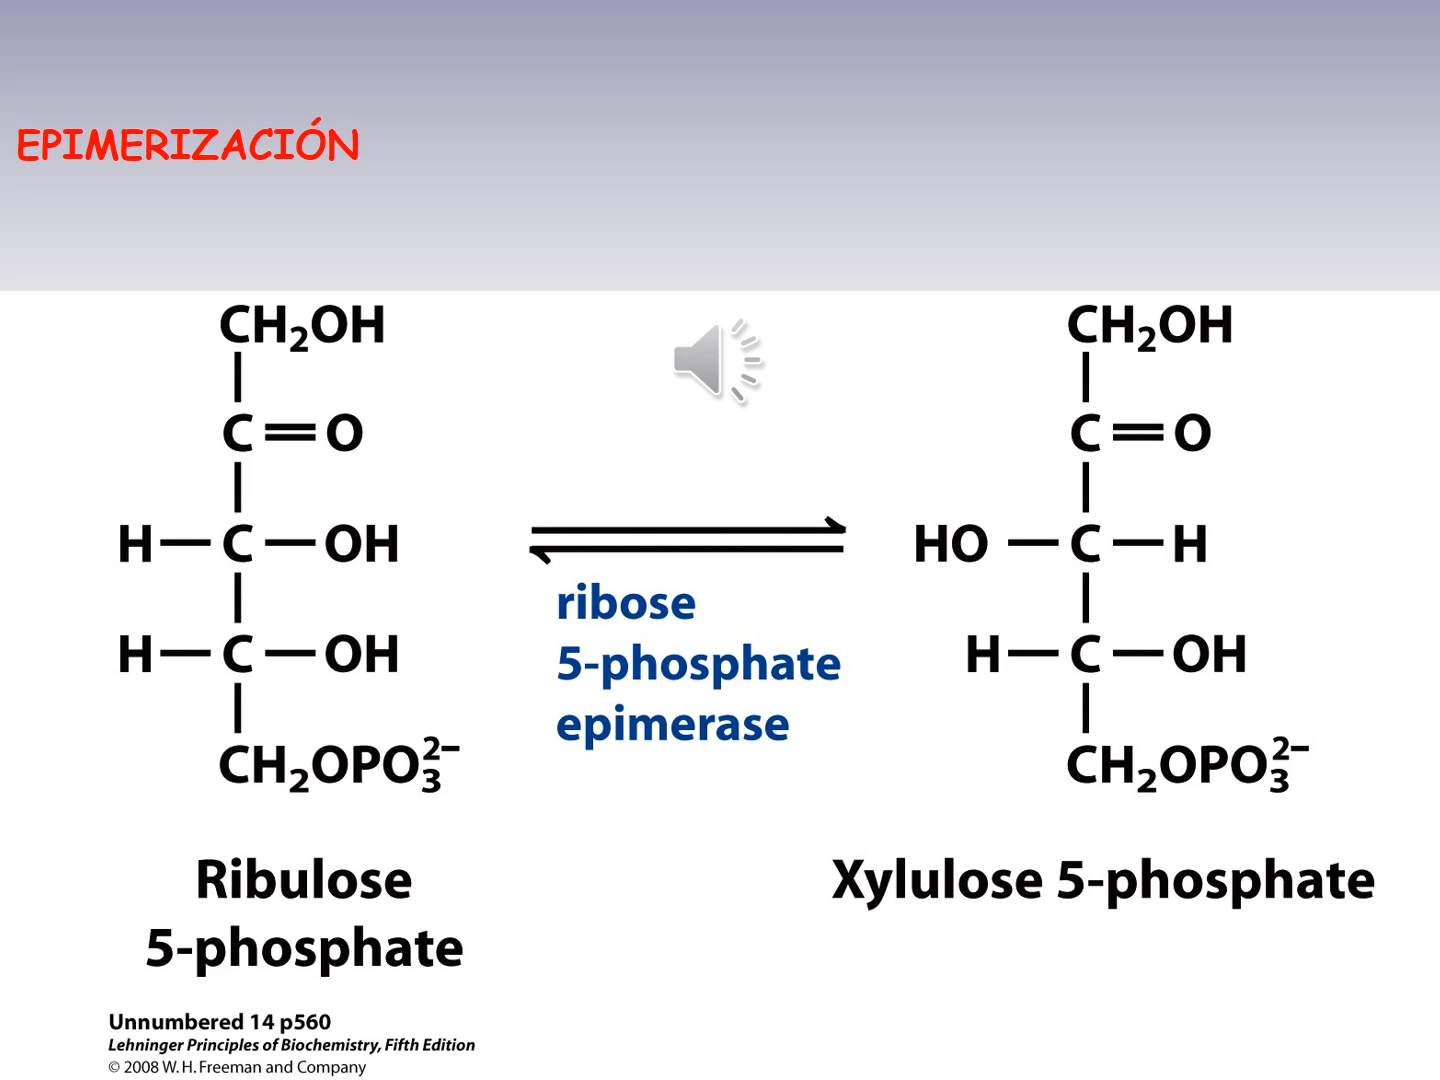 EPIMERIZACIÓN
CH₂OH
C=O
H—C—OH
H—C—OH
CH₂OPO₃²⁻
Ribulose
5-phosphate
ribose
5-phosphate
epimerase
CH₂OH
C=O
HO—C—H
H—C—OH
CH₂OPO₃²⁻
Xylulose 5-phosphate
Unnumbered 14 p560
Lehninger Principles of Biochemistry, Fifth Edition
© 2008 W. H. Freeman and Company